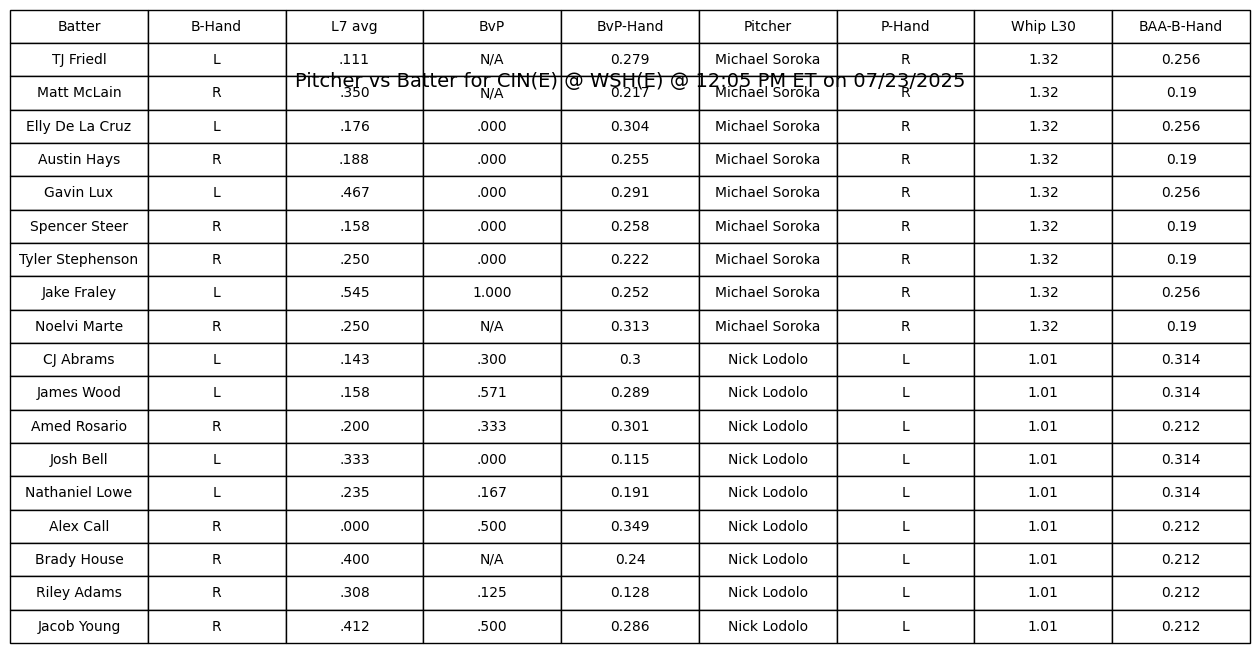 Batter B-Hand L7 avg BvP BvP-Hand Pitcher P-Hand Whip L30 BAA-B-Hand
TJ Friedl L .111 N/A 0.279 Michael Soroka R 1.32 0.256
Pitcher vs Batter for CIN(E) @ WSH(E) @ 12:05 PM ET on 07/23/2025
Matt McLain R .350 N/A 0.217 Michael Soroka R 1.32 0.19
Elly De La Cruz L .176 .000 0.304 Michael Soroka R 1.32 0.256
Austin Hays R .188 .000 0.255 Michael Soroka R 1.32 0.19
Gavin Lux L .467 .000 0.291 Michael Soroka R 1.32 0.256
Spencer Steer R .158 .000 0.258 Michael Soroka R 1.32 0.19
Tyler Stephenson R .250 .000 0.222 Michael Soroka R 1.32 0.19
Jake Fraley L .545 1.000 0.252 Michael Soroka R 1.32 0.256
Noelvi Marte R .250 N/A 0.313 Michael Soroka R 1.32 0.19
CJ Abrams L .143 .300 0.3 Nick Lodolo L 1.01 0.314
James Wood L .158 .571 0.289 Nick Lodolo L 1.01 0.314
Amed Rosario R .200 .333 0.301 Nick Lodolo L 1.01 0.212
Josh Bell L .333 .000 0.115 Nick Lodolo L 1.01 0.314
Nathaniel Lowe L .235 .167 0.191 Nick Lodolo L 1.01 0.314
Alex Call R .000 .500 0.349 Nick Lodolo L 1.01 0.212
Brady House R .400 N/A 0.24 Nick Lodolo L 1.01 0.212
Riley Adams R .308 .125 0.128 Nick Lodolo L 1.01 0.212
Jacob Young R .412 .500 0.286 Nick Lodolo L 1.01 0.212